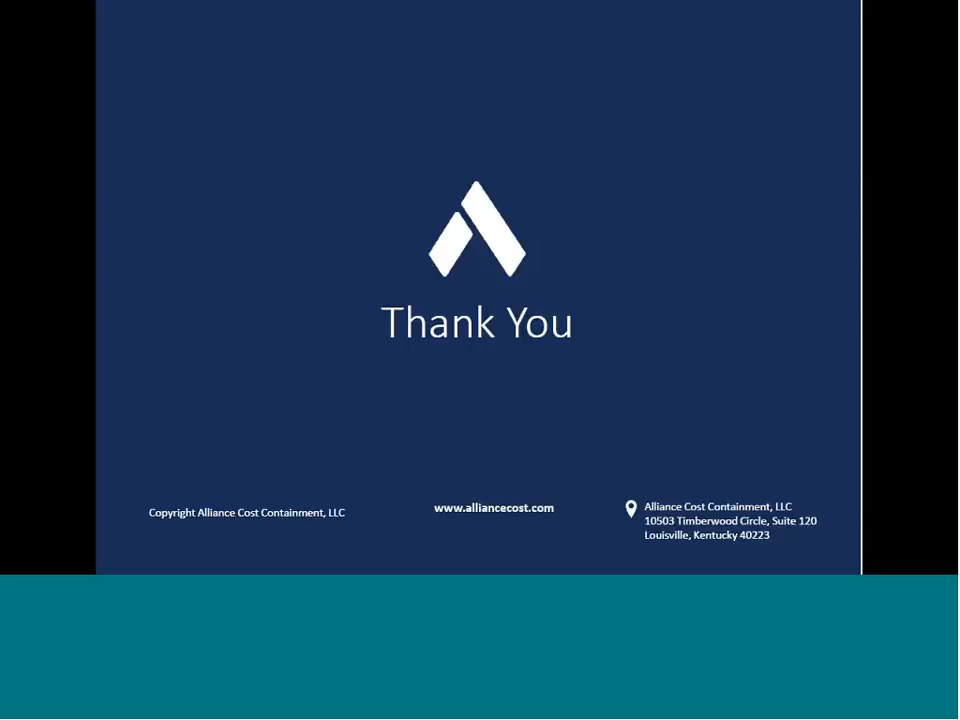 Thank You
Copyright Alliance Cost Containment, LLC
www.alliancecost.com
Alliance Cost Containment, LLC
10503 Timberwood Circle, Suite 120
Louisville, Kentucky 40223